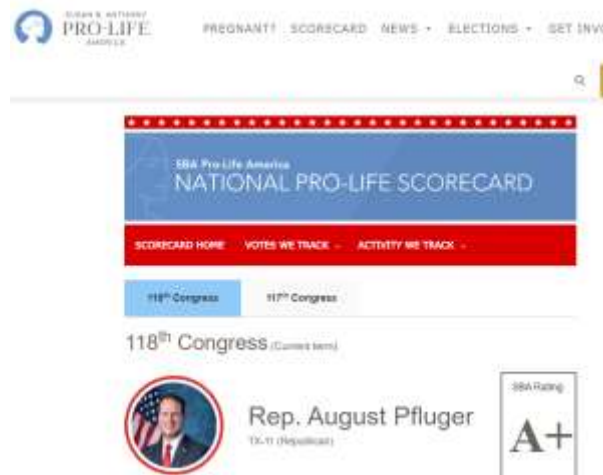 SUSAN B. ANTHONY
PRO-LIFE
AMERICA
PREGNANT? SCORECARD NEWS ELECTIONS GET INVO
SBA Pro-Life America
NATIONAL PRO-LIFE SCORECARD
SCORECARD HOME VOTES WE TRACK ACTIVITY WE TRACK
118th Congress 117th Congress
118th Congress (Current term)
SBA Rating
Rep. August Pfluger
A+
TX-11 (Republican)